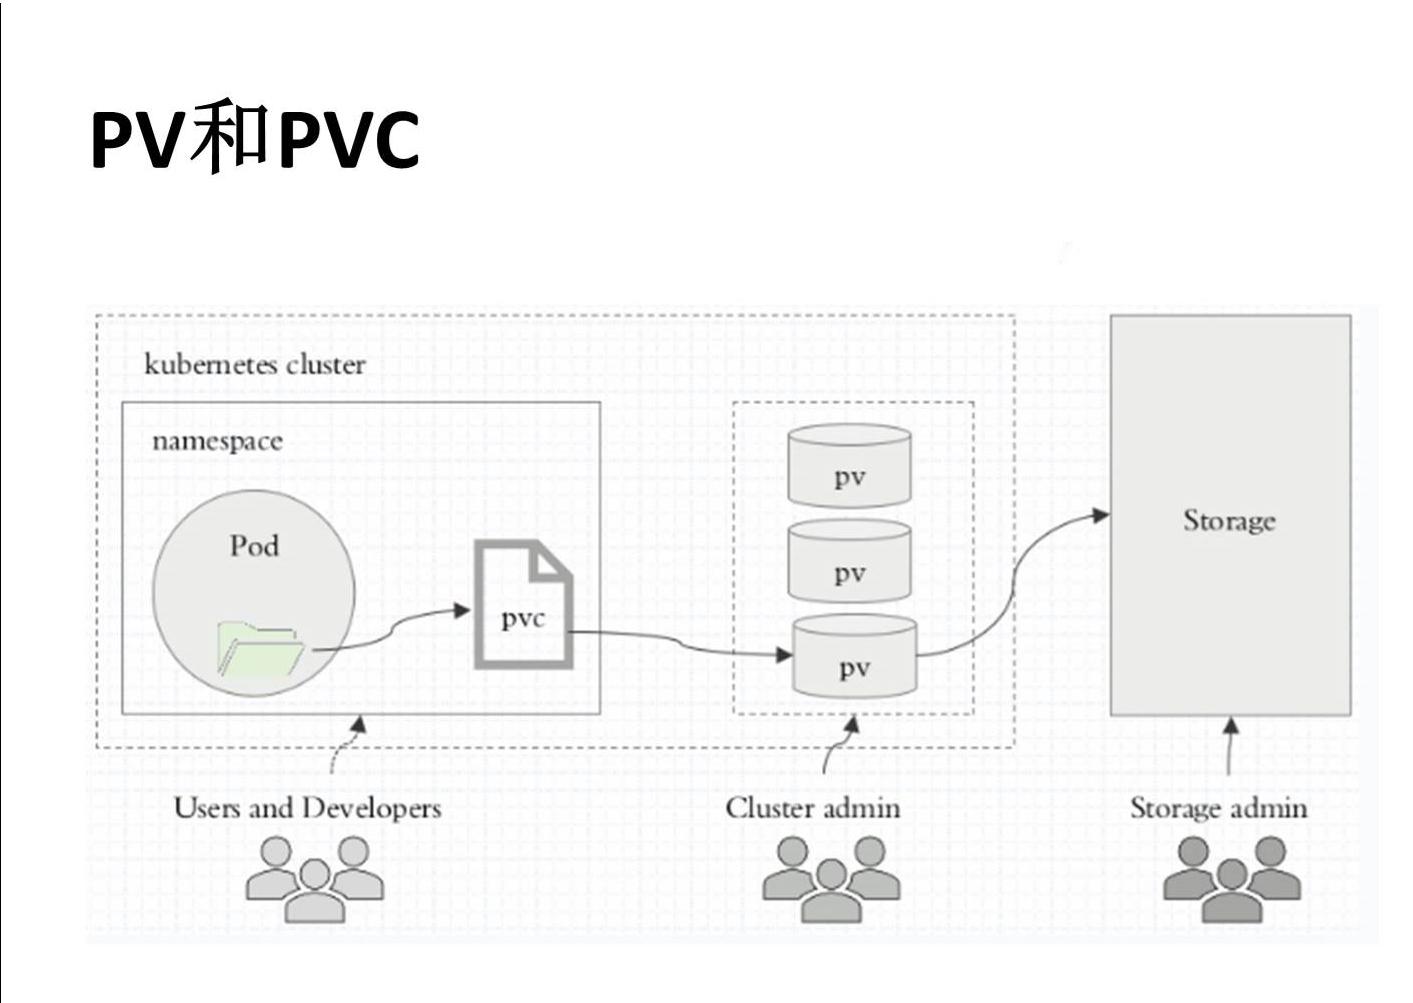 PV和PVC
kubernetes cluster
namespace
Pod
pvc
pv
pv
pv
Storage
Users and Developers
Cluster admin
Storage admin